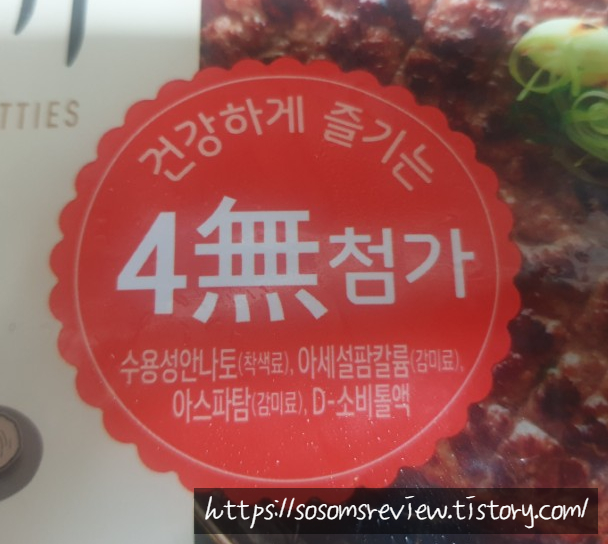 TTIES
건강하게 즐기는
4無첨가
수용성안나토(착색료), 아세설팜칼륨(감미료),
아스파탐(감미료), D-소비톨액
https://sosomsreview.tistory.com/